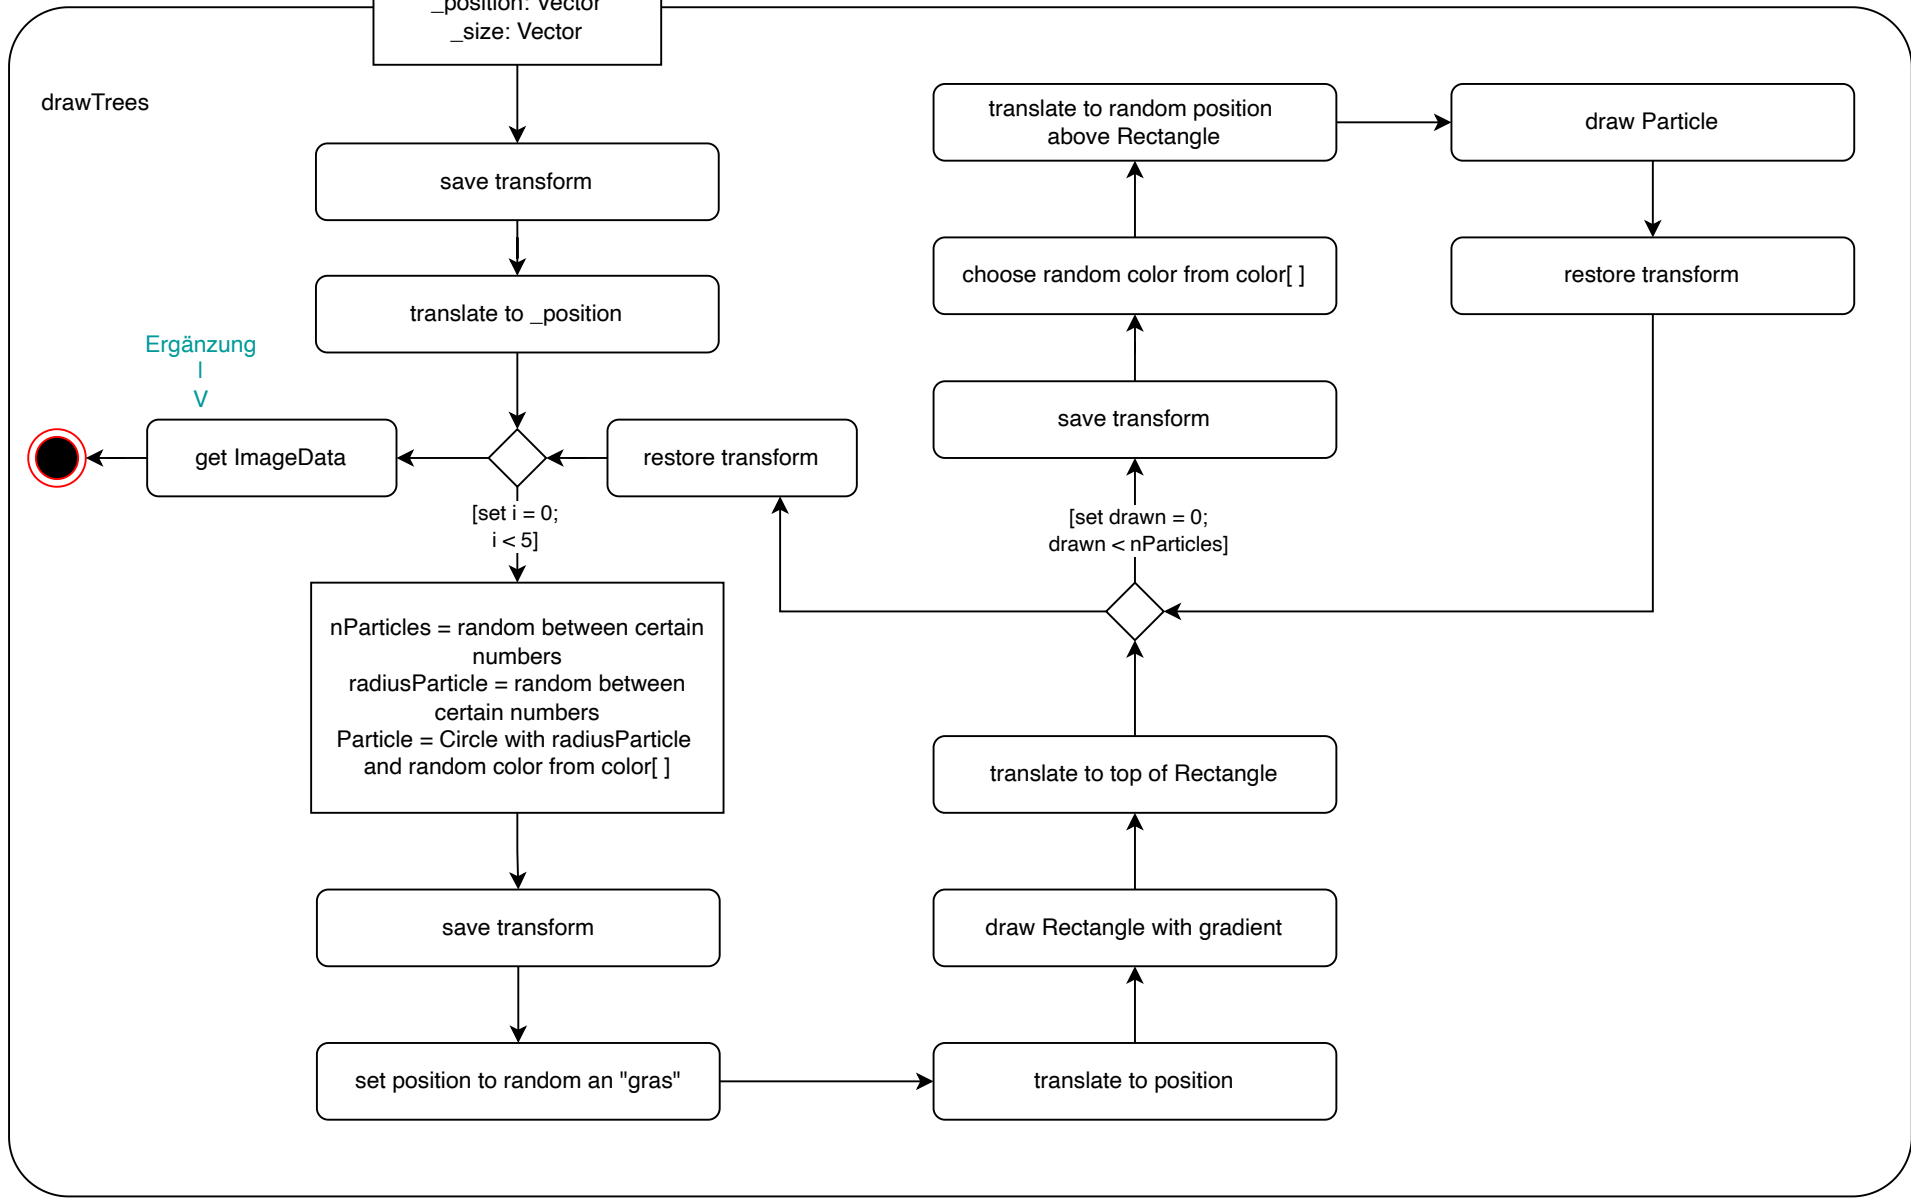 _position: Vector
_size: Vector
drawTrees
save transform
translate to _position
Ergänzung
I
V
get ImageData
restore transform
[set i = 0;
i < 5]
nParticles = random between certain
numbers
radiusParticle = random between
certain numbers
Particle = Circle with radiusParticle
and random color from color[ ]
save transform
set position to random an "gras"
translate to position
draw Rectangle with gradient
translate to top of Rectangle
[set drawn = 0;
drawn < nParticles]
save transform
choose random color from color[ ]
translate to random position
above Rectangle
draw Particle
restore transform